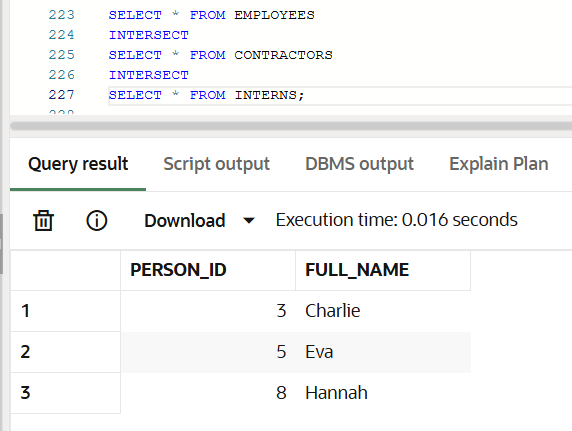 223 SELECT * FROM EMPLOYEES
224 INTERSECT
225 SELECT * FROM CONTRACTORS
226 INTERSECT
227 SELECT * FROM INTERNS;
Query result Script output DBMS output Explain Plan
Download Execution time: 0.016 seconds
PERSON_ID FULL_NAME
1 3 Charlie
2 5 Eva
3 8 Hannah